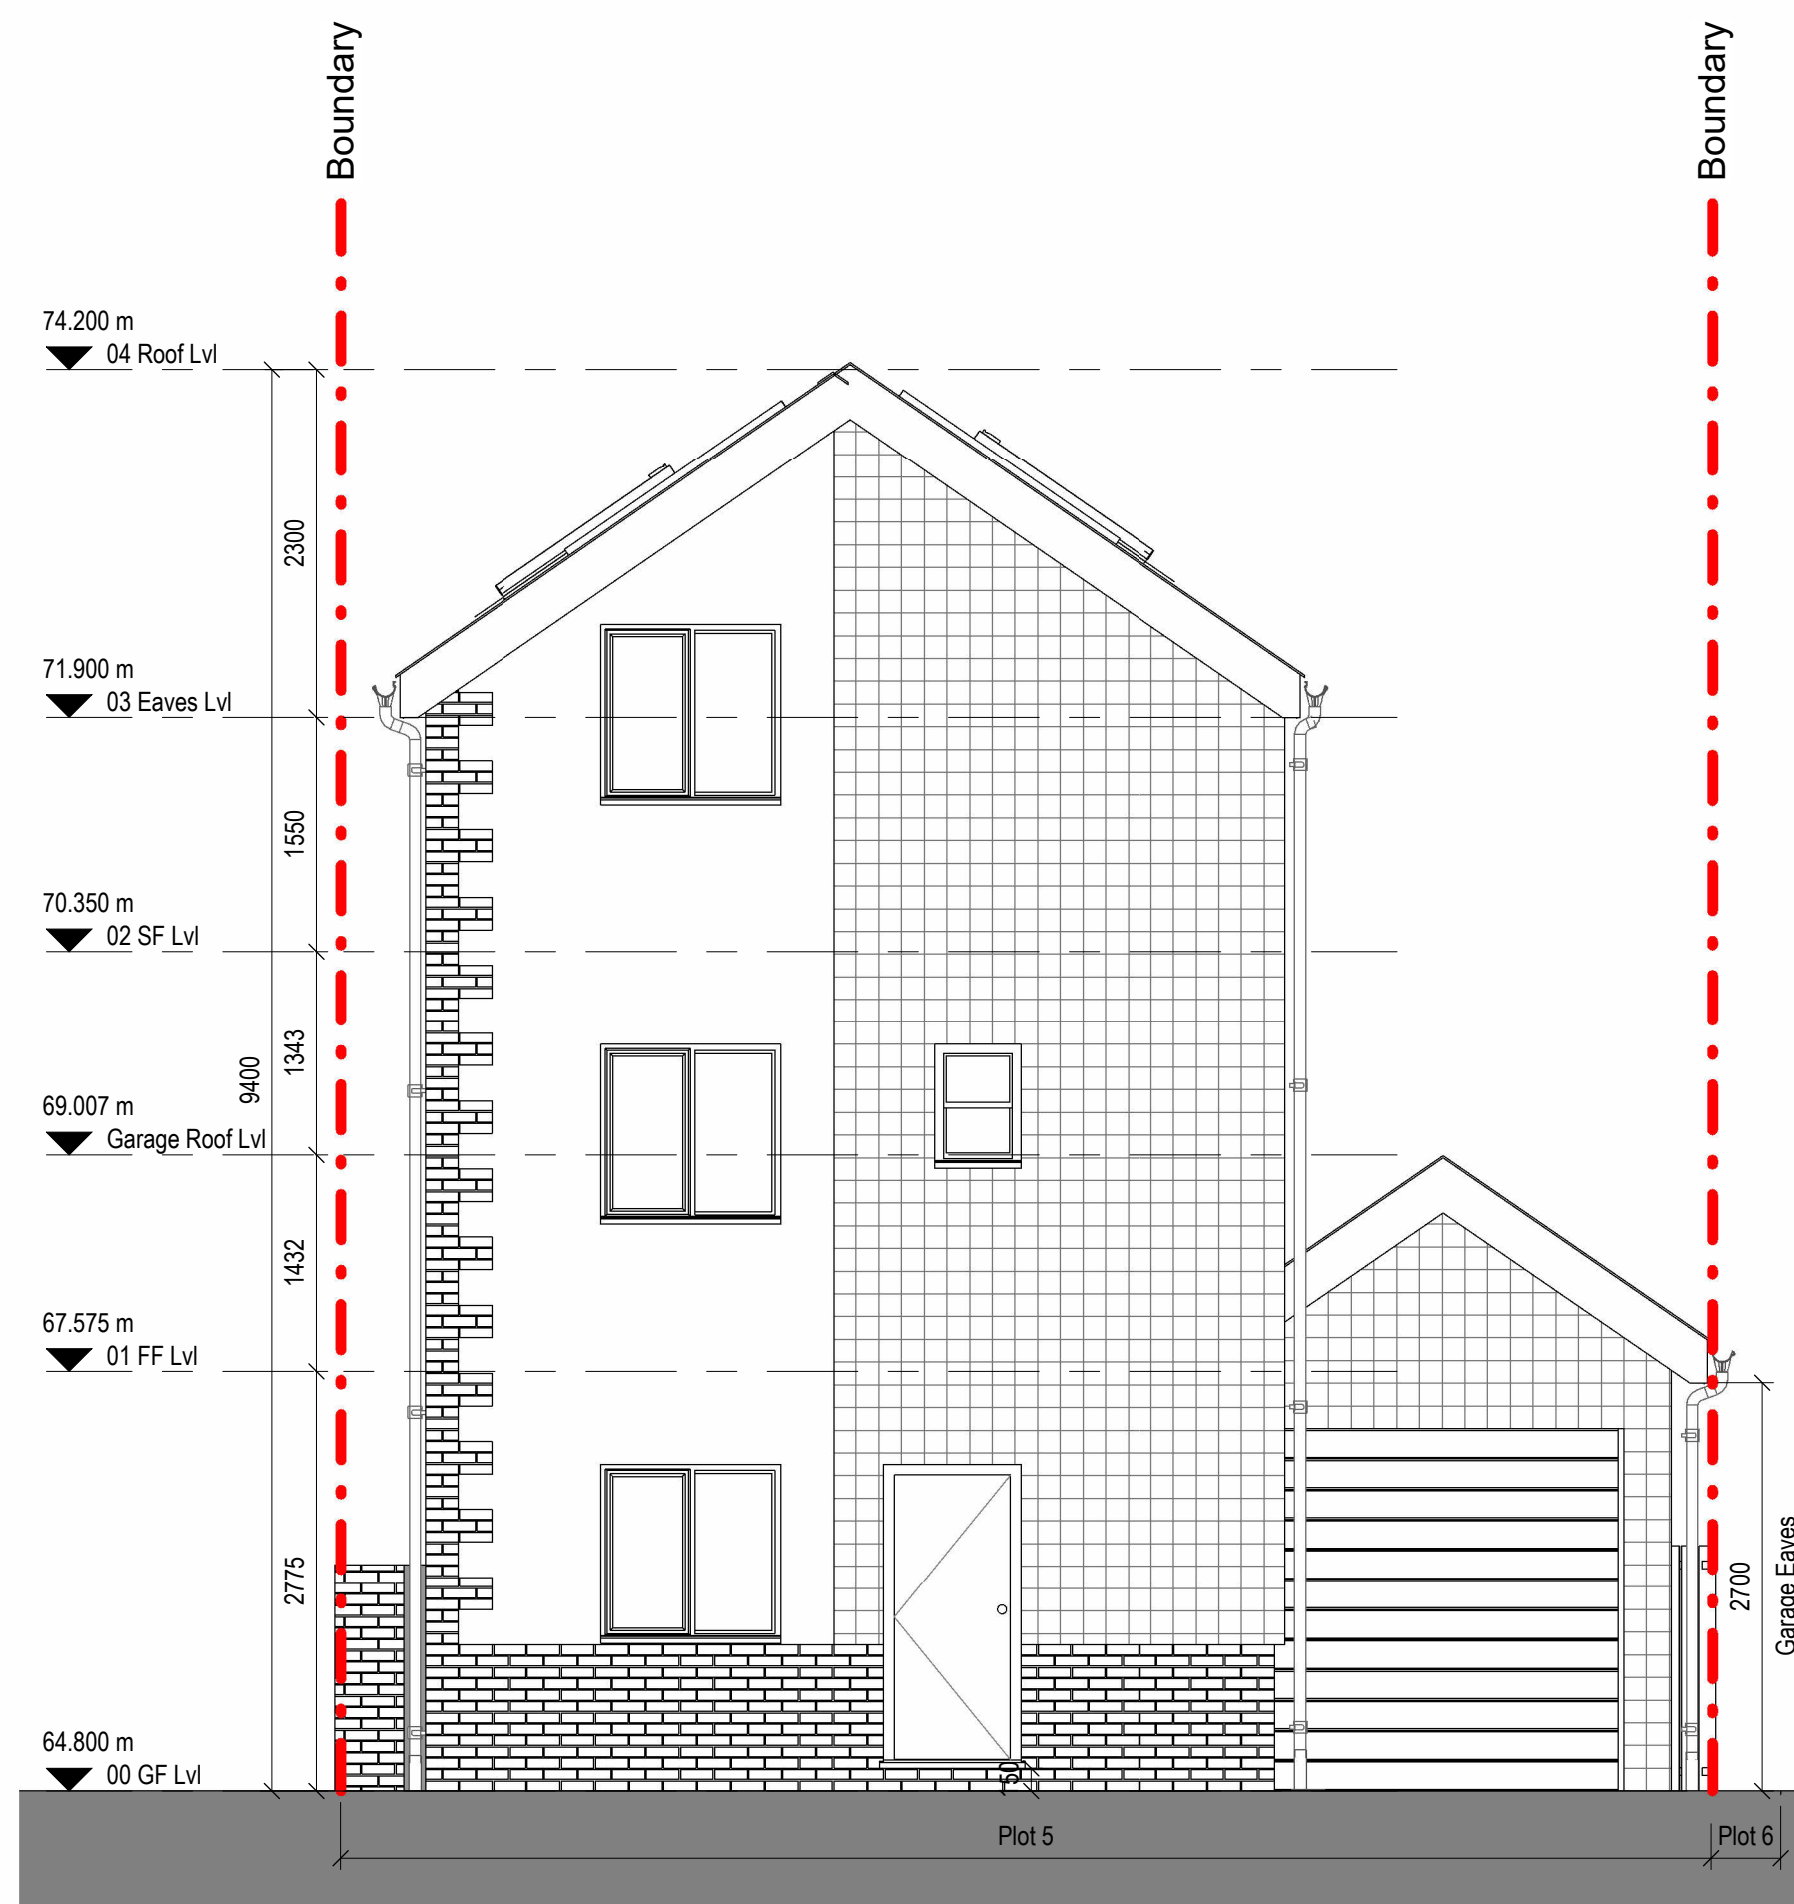 Boundary
Boundary
74.200 m
04 Roof Lvl
2300
71.900 m
03 Eaves Lvl
1550
70.350 m
02 SF Lvl
1343
9400
69.007 m
Garage Roof Lvl
1432
67.575 m
01 FF Lvl
2775
2700
Garage Eaves
64.800 m
00 GF Lvl
150
Plot 5
Plot 6